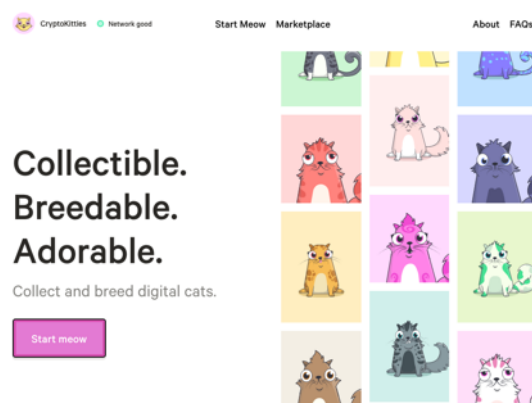 CryptoKitties Network good Start Meow Marketplace About FAQs
Collectible.
Breedable.
Adorable.
Collect and breed digital cats.
Start meow